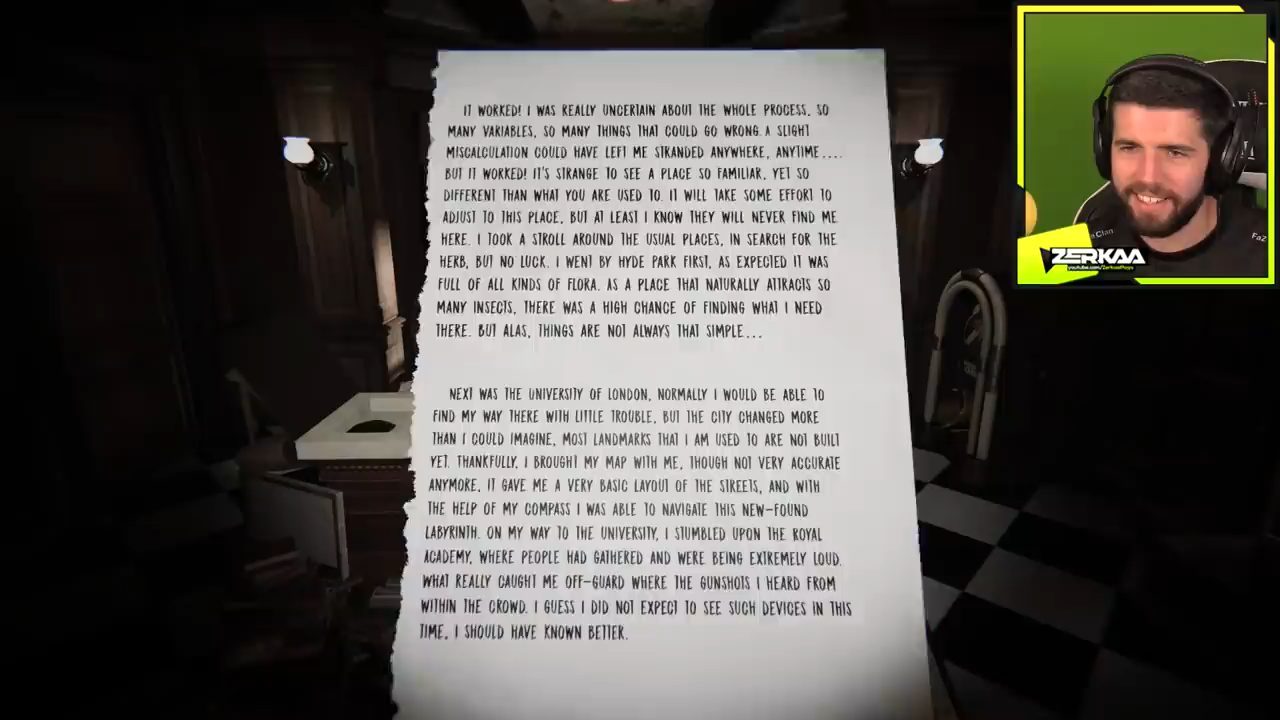 IT WORKED! I WAS REALLY UNCERTAIN ABOUT THE WHOLE PROCESS, SO
MANY VARIABLES, SO MANY THINGS THAT COULD GO WRONG. A SLIGHT
MISCALCULATION COULD HAVE LEFT ME STRANDED ANYWHERE, ANYTIME....
BUT IT WORKED! IT'S STRANGE TO SEE A PLACE SO FAMILIAR, YET SO
DIFFERENT THAN WHAT YOU ARE USED TO. IT WILL TAKE SOME EFFORT TO
ADJUST TO THIS PLACE, BUT AT LEAST I KNOW THEY WILL NEVER FIND ME
HERE. I TOOK A STROLL AROUND THE USUAL PLACES, IN SEARCH FOR THE
HERB, BUT NO LUCK. I WENT BY HYDE PARK FIRST, AS EXPECTED IT WAS
FULL OF ALL KINDS OF FLORA. AS A PLACE THAT NATURALLY ATTRACTS SO
MANY INSECTS, THERE WAS A HIGH CHANCE OF FINDING WHAT I NEED
THERE. BUT ALAS, THINGS ARE NOT ALWAYS THAT SIMPLE...
NEXT WAS THE UNIVERSITY OF LONDON, NORMALLY I WOULD BE ABLE TO
FIND MY WAY THERE WITH LITTLE TROUBLE, BUT THE CITY CHANGED MORE
THAN I COULD IMAGINE, MOST LANDMARKS THAT I AM USED TO ARE NOT BUILT
YET. THANKFULLY, I BROUGHT MY MAP WITH ME, THOUGH NOT VERY ACCURATE
ANYMORE, IT GAVE ME A VERY BASIC LAYOUT OF THE STREETS, AND WITH
THE HELP OF MY COMPASS I WAS ABLE TO NAVIGATE THIS NEW-FOUND
LABYRINTH. ON MY WAY TO THE UNIVERSITY, I STUMBLED UPON THE ROYAL
ACADEMY, WHERE PEOPLE HAD GATHERED AND WERE BEING EXTREMELY LOUD.
WHAT REALLY CAUGHT ME OFF-GUARD WHERE THE GUNSHOTS I HEARD FROM
WITHIN THE CROWD. I GUESS I DID NOT EXPECT TO SEE SUCH DEVICES IN THIS
TIME, I SHOULD HAVE KNOWN BETTER.
ZERKAA
youtube.com/ZerkaaPlays
Clan
FaZ